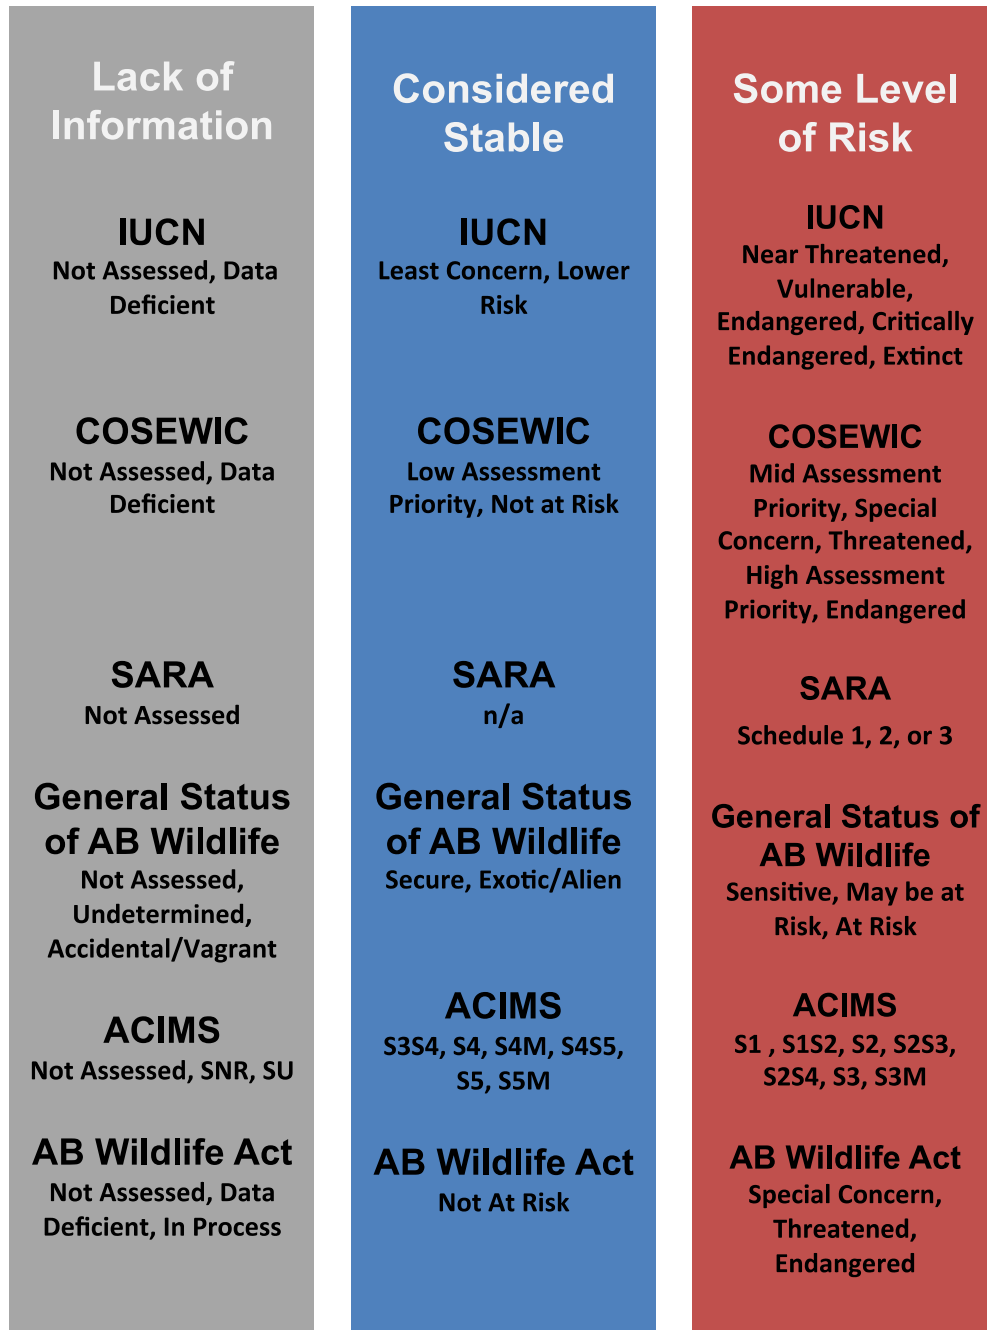 Lack of
Information
IUCN
Not Assessed, Data
Deficient
COSEWIC
Not Assessed, Data
Deficient
SARA
Not Assessed
General Status
of AB Wildlife
Not Assessed,
Undetermined,
Accidental/Vagrant
ACIMS
Not Assessed, SNR, SU
AB Wildlife Act
Not Assessed, Data
Deficient, In Process
Considered
Stable
IUCN
Least Concern, Lower
Risk
COSEWIC
Low Assessment
Priority, Not at Risk
SARA
n/a
General Status
of AB Wildlife
Secure, Exotic/Alien
ACIMS
S3S4, S4, S4M, S4S5,
S5, S5M
AB Wildlife Act
Not At Risk
Some Level
of Risk
IUCN
Near Threatened,
Vulnerable,
Endangered, Critically
Endangered, Extinct
COSEWIC
Mid Assessment
Priority, Special
Concern, Threatened,
High Assessment
Priority, Endangered
SARA
Schedule 1, 2, or 3
General Status of
AB Wildlife
Sensitive, May be at
Risk, At Risk
ACIMS
S1 , S1S2, S2, S2S3,
S2S4, S3, S3M
AB Wildlife Act
Special Concern,
Threatened,
Endangered